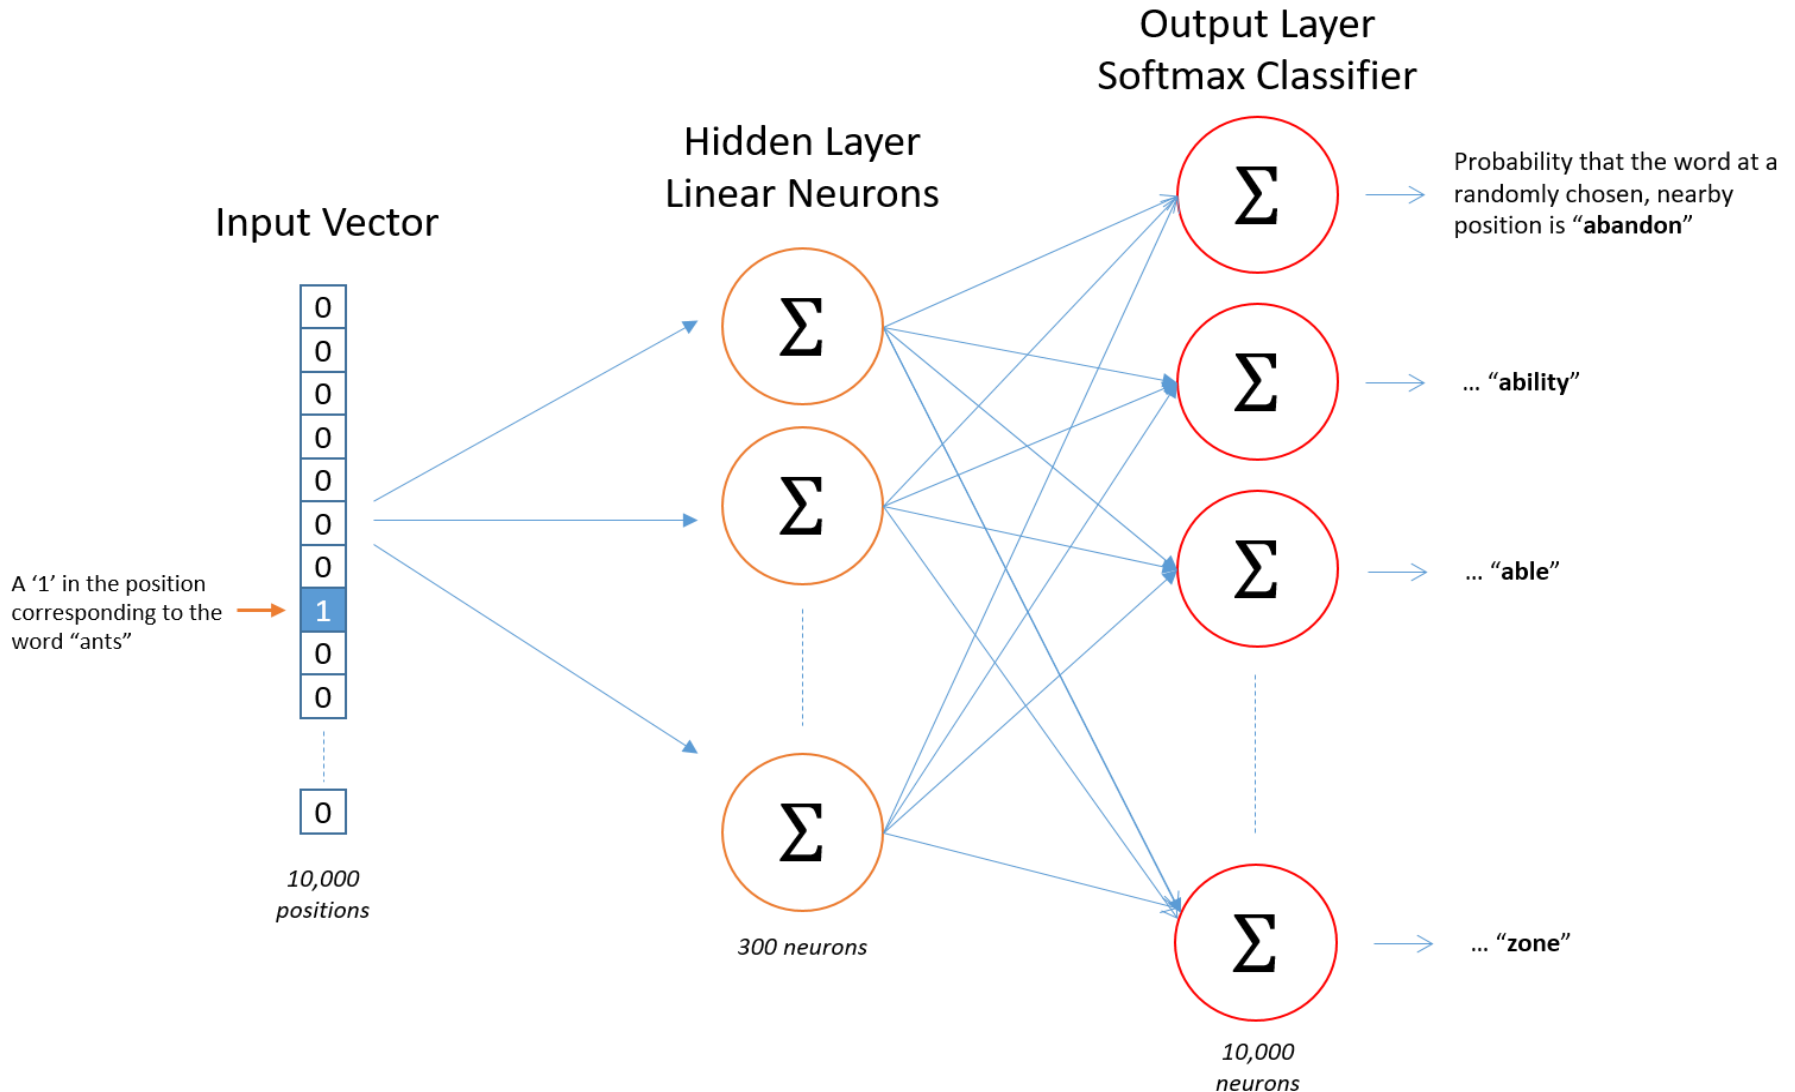 Output Layer
Softmax Classifier
Hidden Layer
Linear Neurons
Input Vector
0
0
0
0
0
0
0
1
0
0
0
A ‘1’ in the position
corresponding to the
word “ants”
10,000
positions
Σ
Σ
Σ
300 neurons
Σ
Σ
Σ
Σ
10,000
neurons
Probability that the word at a
randomly chosen, nearby
position is “abandon”
... “ability”
... “able”
... “zone”